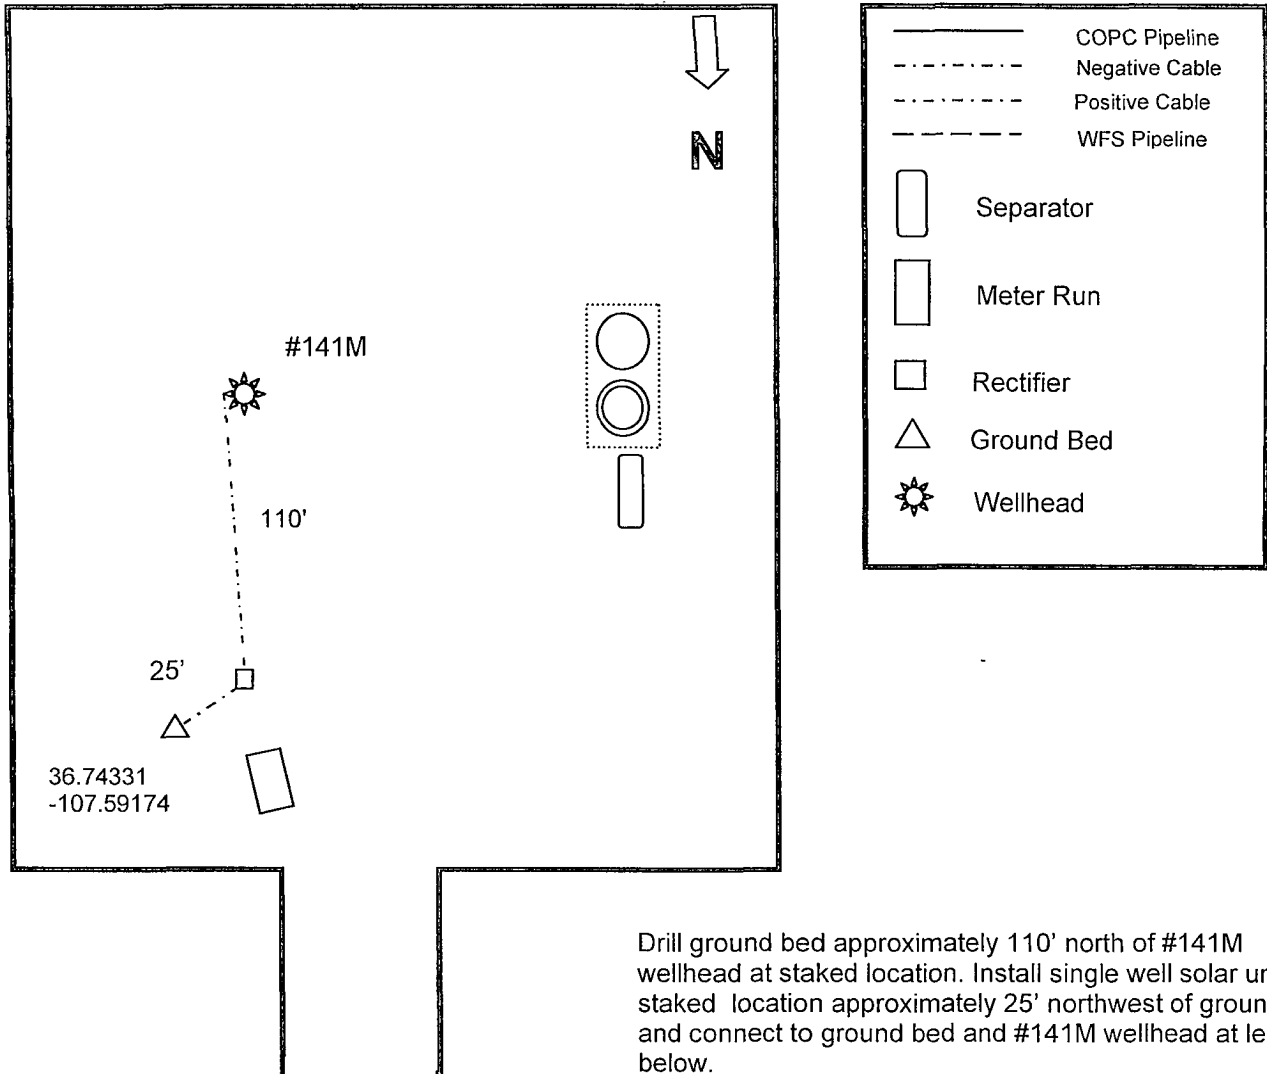 N
#141M
110'
25'
36.74331
-107.59174
COPC Pipeline
Negative Cable
Positive Cable
WFS Pipeline
Separator
Meter Run
Rectifier
Ground Bed
Wellhead
Drill ground bed approximately 110' north of #141M
wellhead at staked location. Install single well solar
staked location approximately 25' northwest of
and connect to ground bed and #141M wellhead at
below.